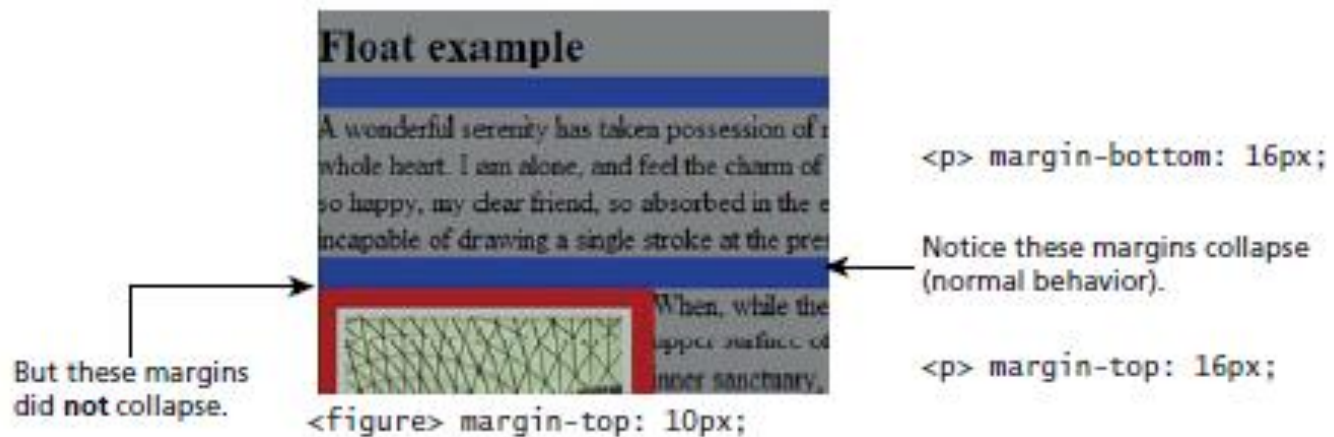 Float example
A wonderful serenity has taken possession of
whole heart. I am alone, and feel the charm of
so happy, my dear friend, so absorbed in the
incapable of drawing a single stroke at the
When, while the
upper surface
inner sanctuary,
<p> margin-bottom: 16px;
Notice these margins collapse
(normal behavior).
<p> margin-top: 16px;
But these margins
did not collapse.
<figure> margin-top: 10px;